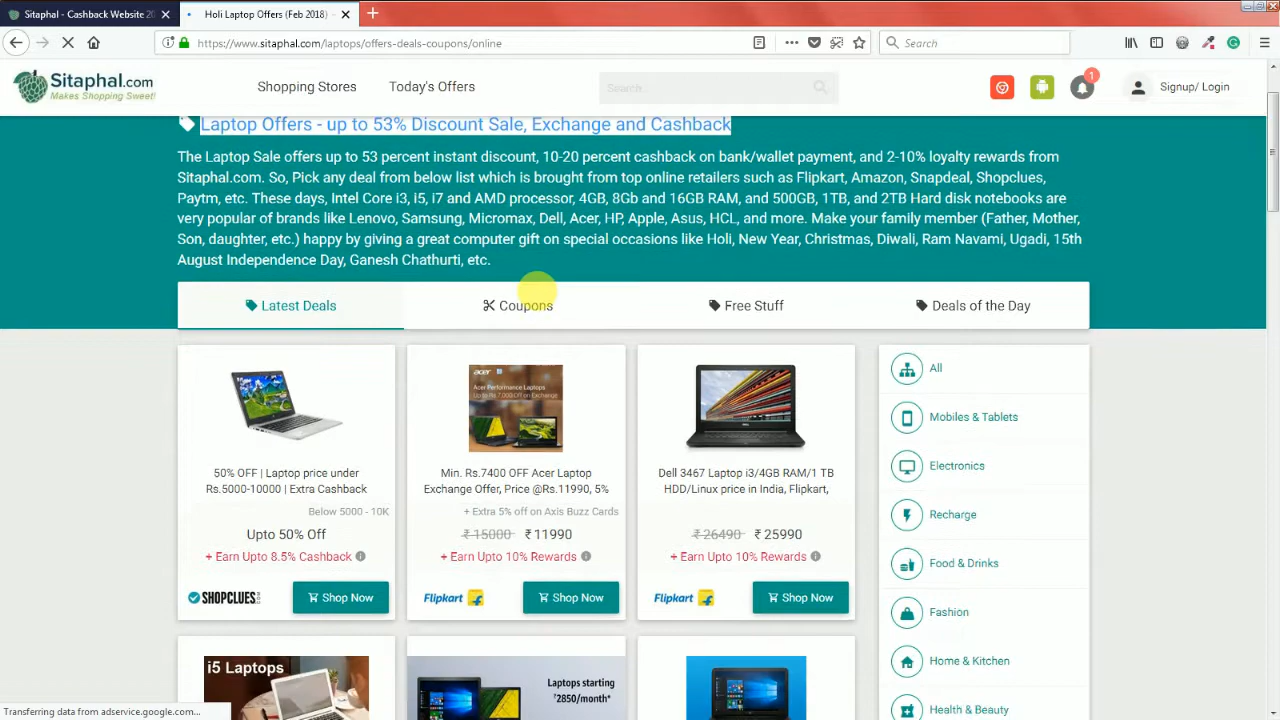 Sitaphal - Cashback Website 20
Holi Laptop Offers (Feb 2018)
https://www.sitaphal.com/laptops/offers-deals-coupons/online
Search
Sitaphal.com
Makes Shopping Sweet!
Shopping Stores
Today's Offers
Search...
1
Signup/ Login
Laptop Offers - up to 53% Discount Sale, Exchange and Cashback
The Laptop Sale offers up to 53 percent instant discount, 10-20 percent cashback on bank/wallet payment, and 2-10% loyalty rewards from
Sitaphal.com. So, Pick any deal from below list which is brought from top online retailers such as Flipkart, Amazon, Snapdeal, Shopclues,
Paytm, etc. These days, Intel Core i3, i5, i7 and AMD processor, 4GB, 8Gb and 16GB RAM, and 500GB, 1TB, and 2TB Hard disk notebooks are
very popular of brands like Lenovo, Samsung, Micromax, Dell, Acer, HP, Apple, Asus, HCL, and more. Make your family member (Father, Mother,
Son, daughter, etc.) happy by giving a great computer gift on special occasions like Holi, New Year, Christmas, Diwali, Ram Navami, Ugadi, 15th
August Independence Day, Ganesh Chathurti, etc.
Latest Deals
Coupons
Free Stuff
Deals of the Day
50% OFF | Laptop price under
Rs.5000-10000 | Extra Cashback
Below 5000 - 10K
Upto 50% Off
+ Earn Upto 8.5% Cashback
SHOPCLUES.COM
Shop Now
acer
Acer Performance Laptops
Up to Rs.7,000 Off on Exchange
Min. Rs.7400 OFF Acer Laptop
Exchange Offer, Price @Rs.11990, 5%
+ Extra 5% off on Axis Buzz Cards
₹ 15000 ₹ 11990
+ Earn Upto 10% Rewards
Flipkart
Shop Now
Dell 3467 Laptop i3/4GB RAM/1 TB
HDD/Linux price in India, Flipkart,
₹ 26490 ₹ 25990
+ Earn Upto 10% Rewards
Flipkart
Shop Now
i5 Laptops
Laptops starting
₹2850/month*
All
Mobiles & Tablets
Electronics
Recharge
Food & Drinks
Fashion
Home & Kitchen
Health & Beauty
Transferring data from adservice.google.com...